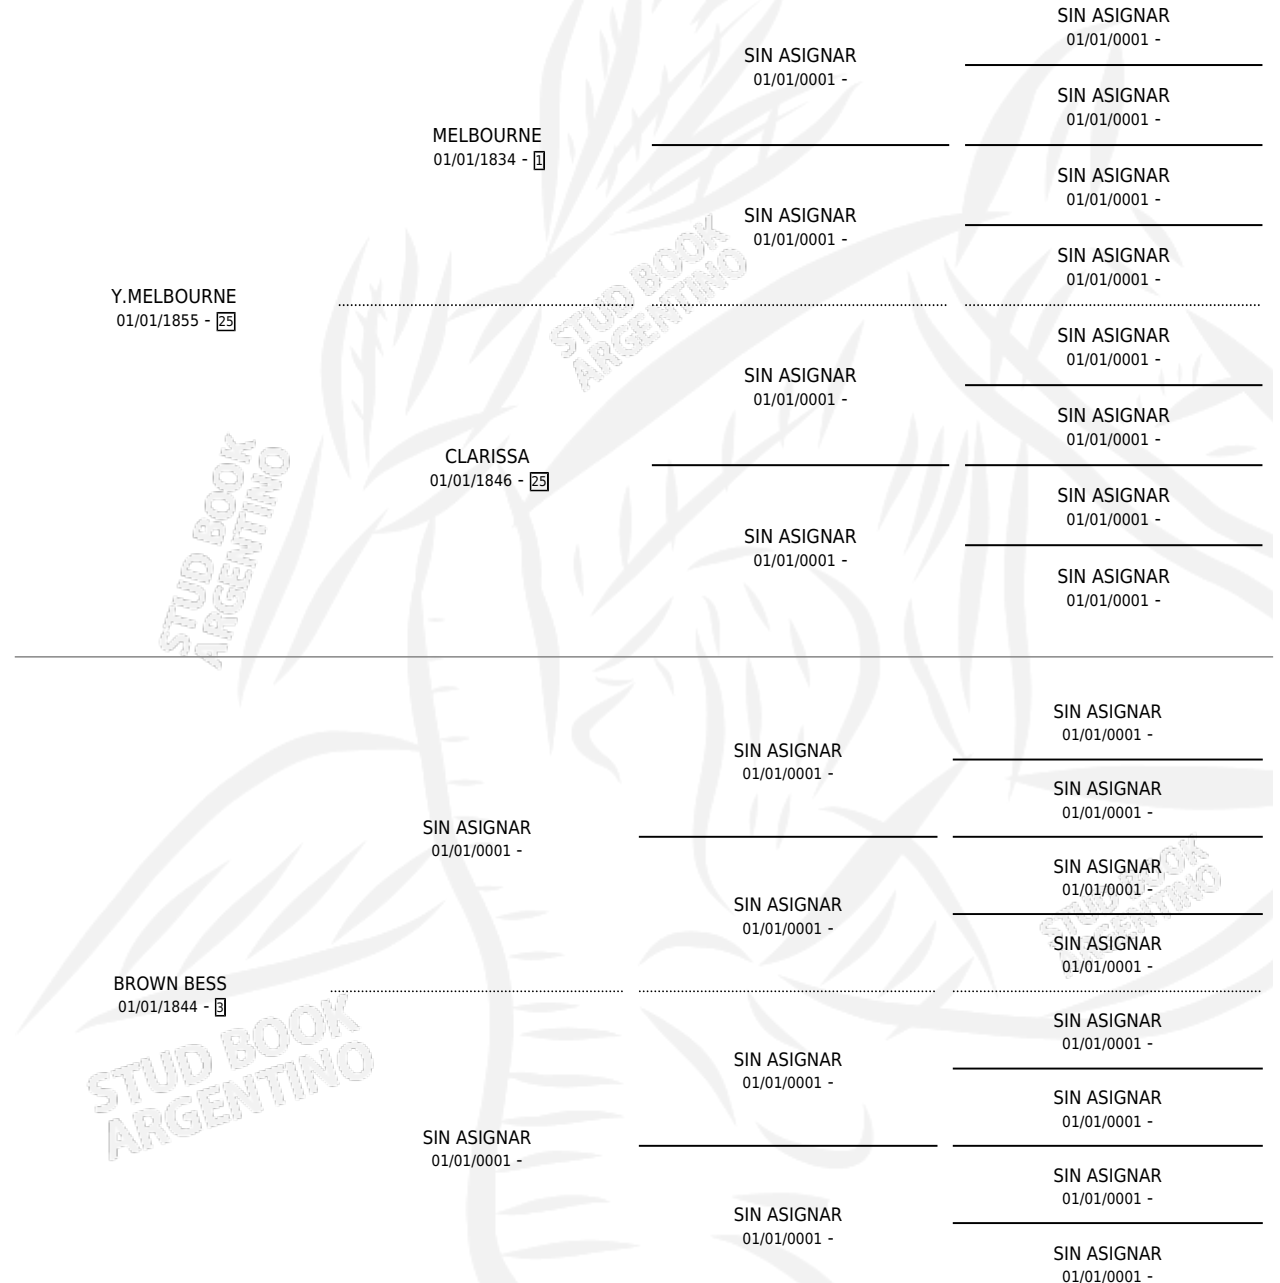 SIN ASIGNAR
01/01/0001 -
SIN ASIGNAR
01/01/0001 -
SIN ASIGNAR
01/01/0001 -
MELBOURNE
01/01/1834 - 1
SIN ASIGNAR
01/01/0001 -
SIN ASIGNAR
01/01/0001 -
SIN ASIGNAR
01/01/0001 -
Y.MELBOURNE
01/01/1855 - 25
SIN ASIGNAR
01/01/0001 -
SIN ASIGNAR
01/01/0001 -
SIN ASIGNAR
01/01/0001 -
CLARISSA
01/01/1846 - 25
SIN ASIGNAR
01/01/0001 -
SIN ASIGNAR
01/01/0001 -
SIN ASIGNAR
01/01/0001 -
STUD BOOK
ARGENTINO
STUD BOOK
ARGENTINO
SIN ASIGNAR
01/01/0001 -
SIN ASIGNAR
01/01/0001 -
SIN ASIGNAR
01/01/0001 -
SIN ASIGNAR
01/01/0001 -
SIN ASIGNAR
01/01/0001 -
SIN ASIGNAR
01/01/0001 -
SIN ASIGNAR
01/01/0001 -
BROWN BESS
01/01/1844 - 3
SIN ASIGNAR
01/01/0001 -
SIN ASIGNAR
01/01/0001 -
SIN ASIGNAR
01/01/0001 -
SIN ASIGNAR
01/01/0001 -
SIN ASIGNAR
01/01/0001 -
SIN ASIGNAR
01/01/0001 -
SIN ASIGNAR
01/01/0001 -
STUD BOOK
ARGENTINO
STUD BOOK
ARGENTINO